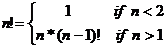 n!={ 1 if n < 2
n*(n−1)! if n > 1